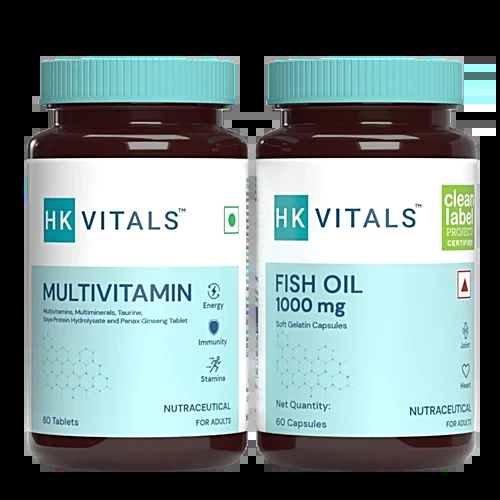 HK VITALS™
MULTIVITAMIN
Multivitamins, Multiminerals, Taurine,
Soya Protein Hydrolysate and Panax Ginseng Tablet
Energy
Immunity
Stamina
NUTRACEUTICAL
FOR ADULTS
60 Tablets
HK VITALS™
clean
label
PROJECT
CERTIFIED
FISH OIL
1000 mg
Soft Gelatin Capsules
Joint
Heart
Net Quantity:
60 Capsules
NUTRACEUTICAL
FOR ADULTS